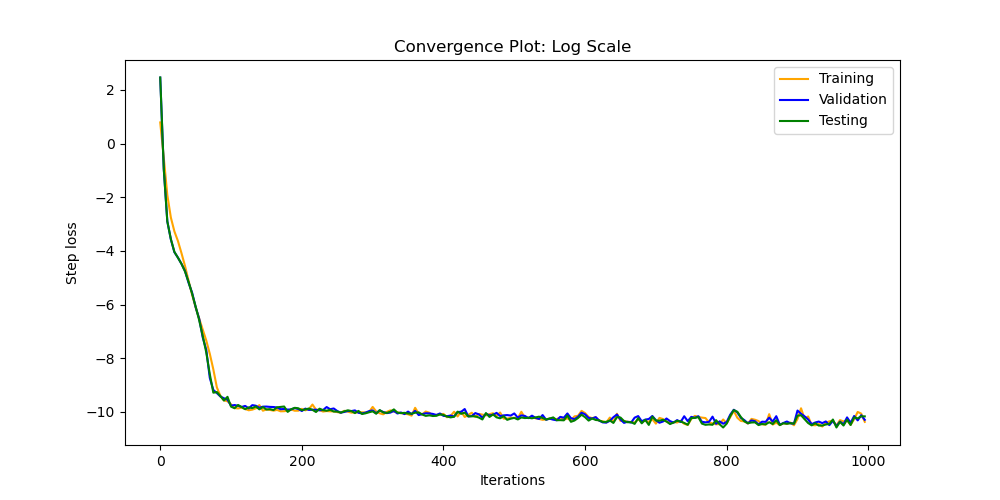 Convergence Plot: Log Scale
Training
Validation
Testing
Step loss
2
0
−2
−4
−6
−8
−10
0 200 400 600 800 1000
Iterations